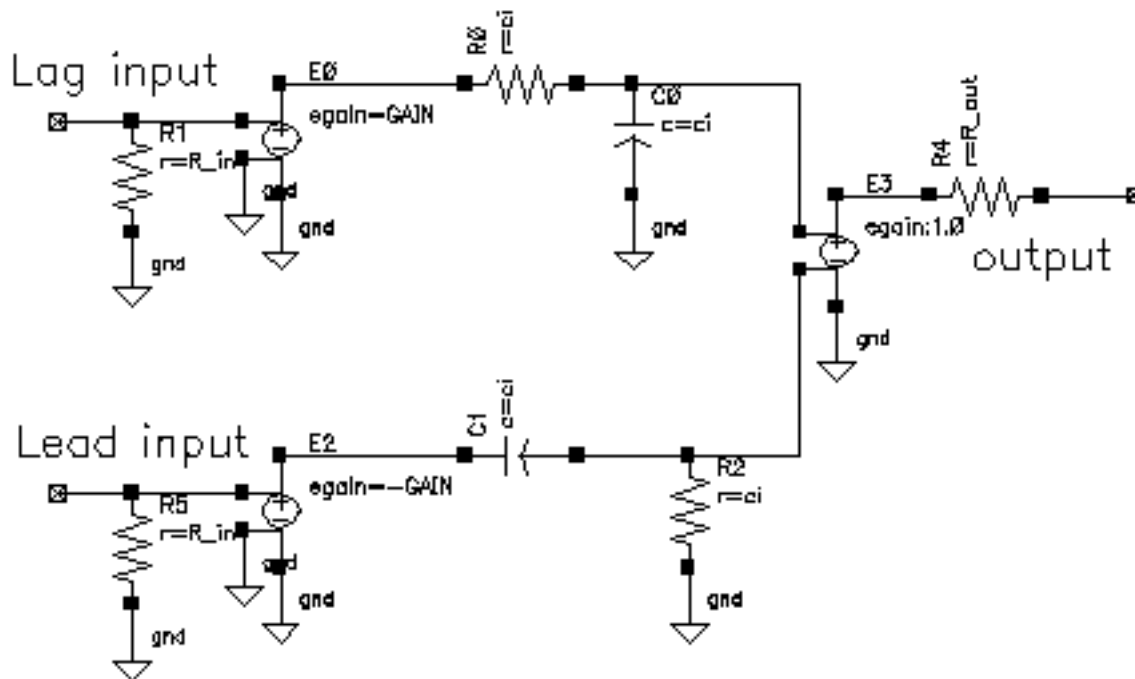 Lag input
E0
egain=GAIN
R1
r=R_in
gnd
gnd
gnd
R0
r=ci
C0
c=ci
gnd
E3
egain:1.0
gnd
R4
r=R_out
output
Lead input
E2
egain=-GAIN
R5
r=R_in
gnd
gnd
gnd
C1
c=ci
R2
r=ci
gnd